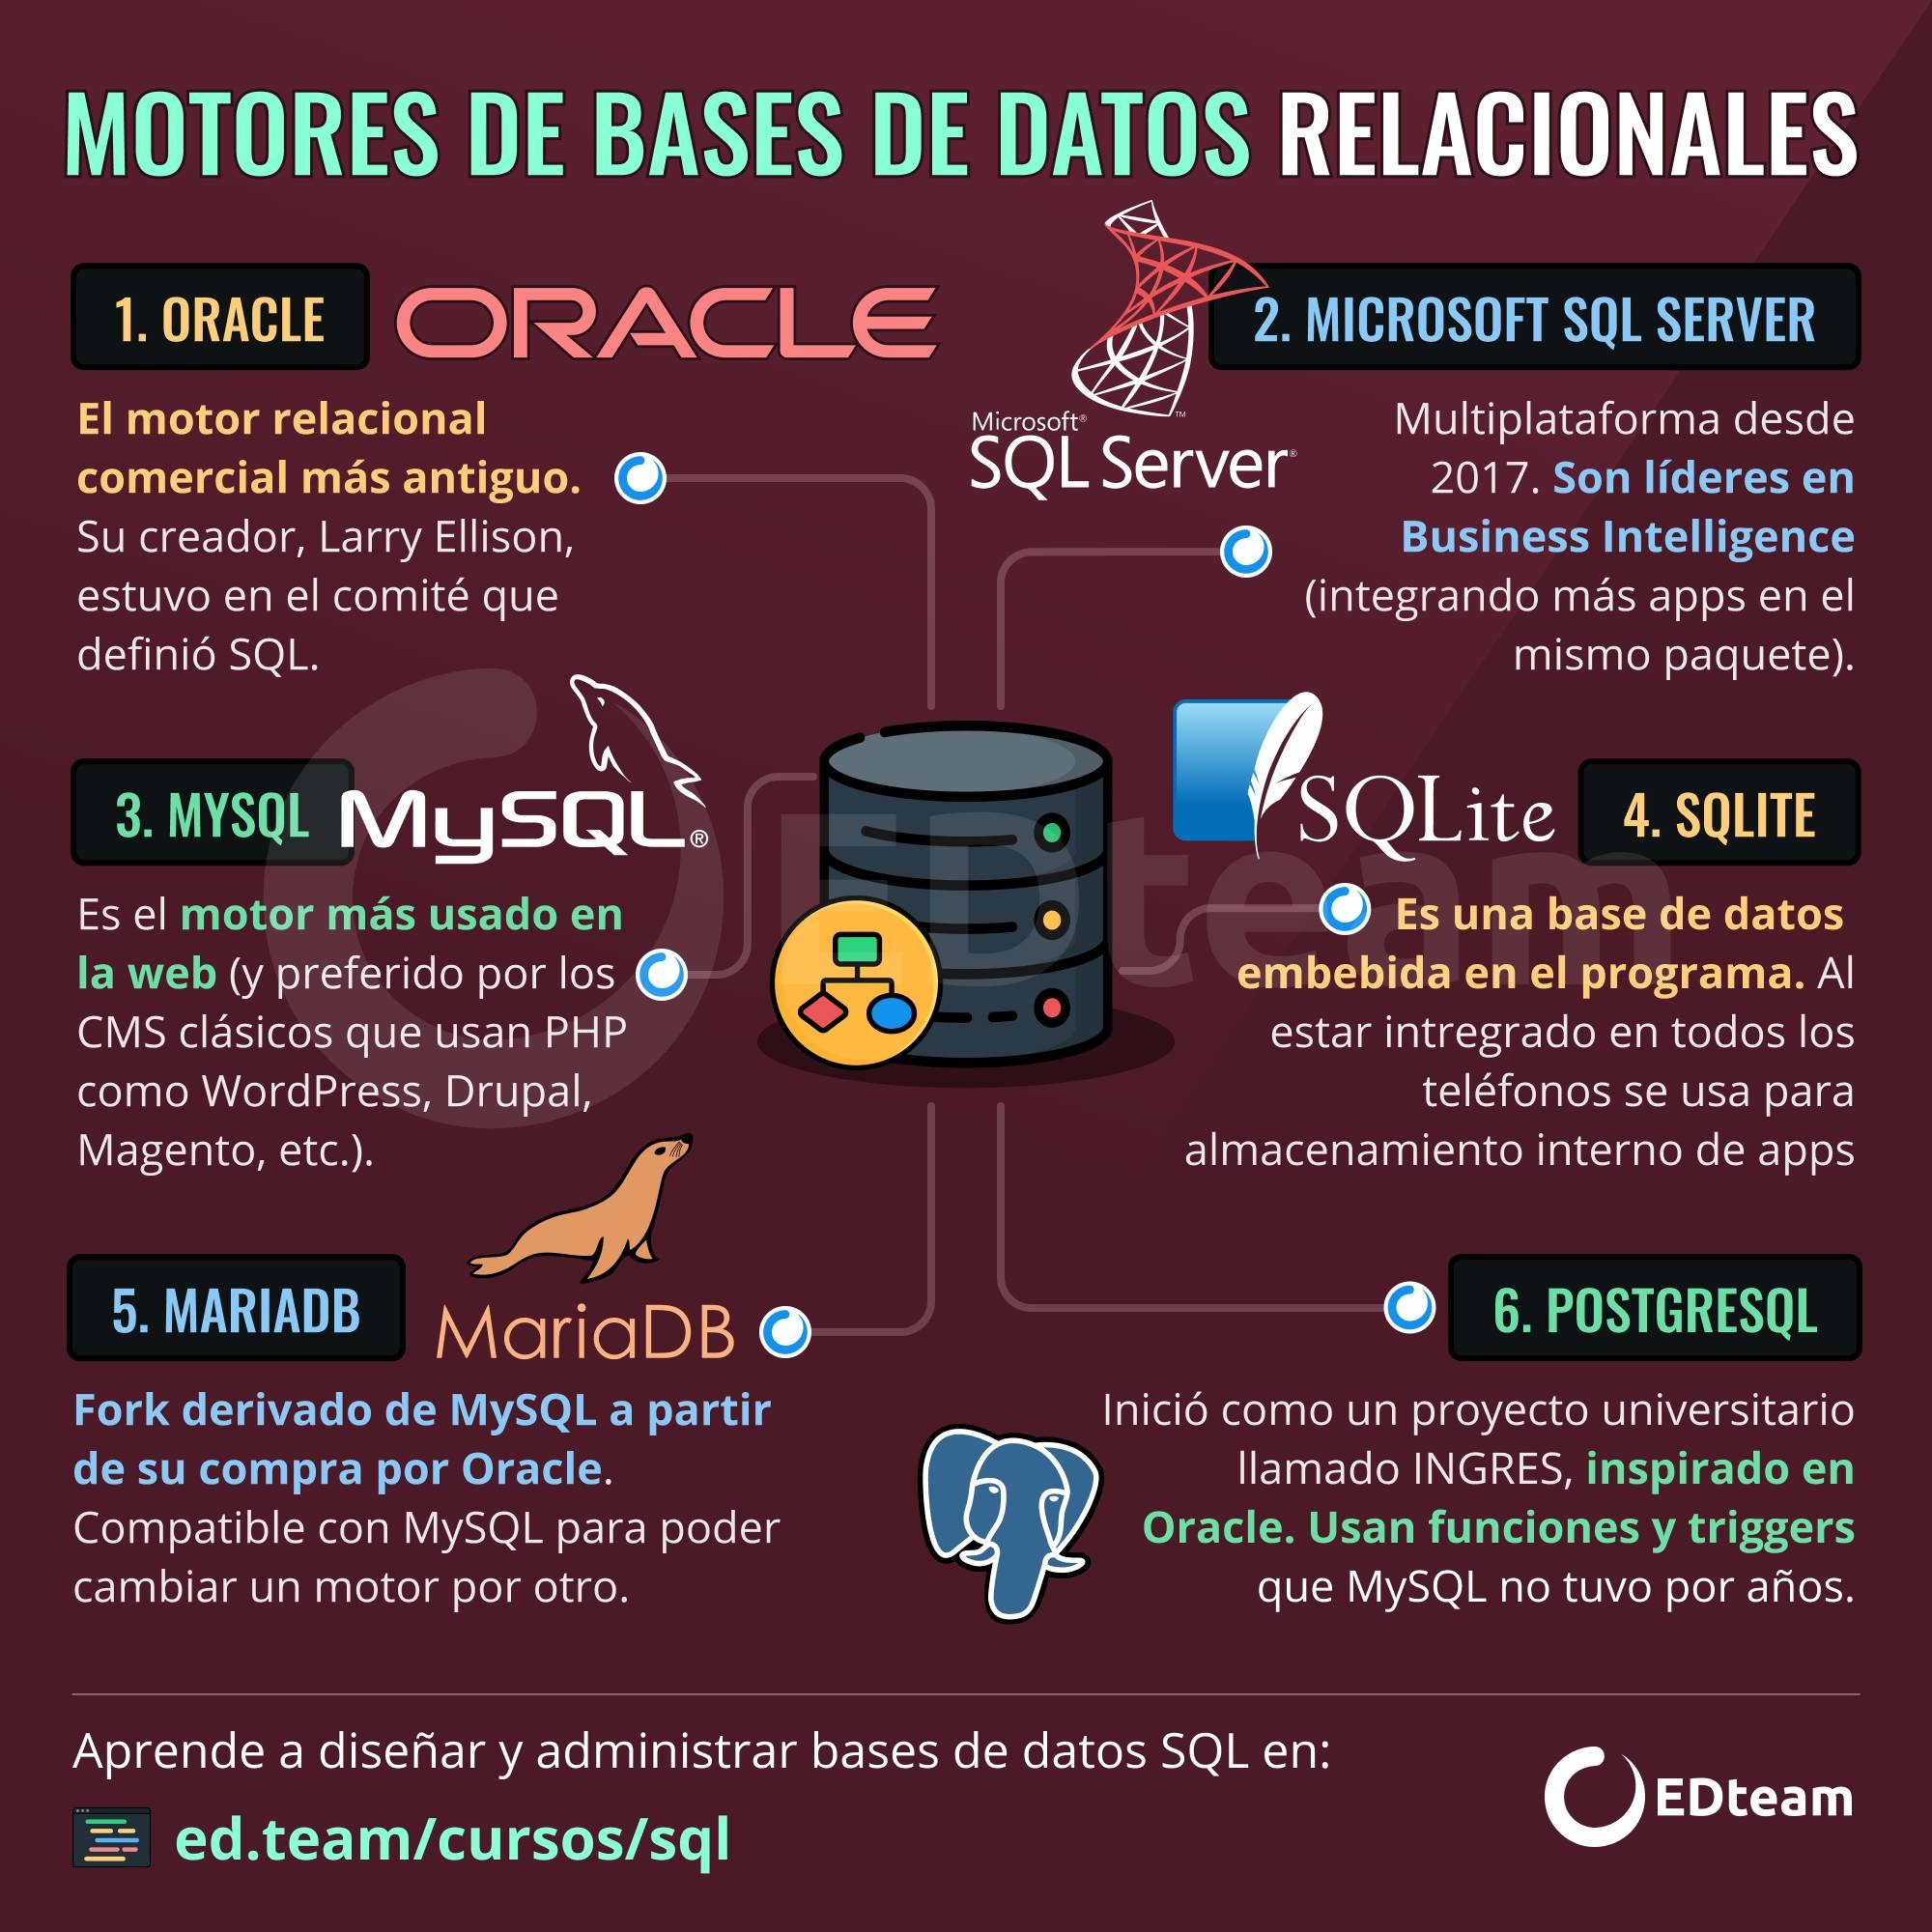 MOTORES DE BASES DE DATOS RELACIONALES
1. ORACLE
ORACLE
El motor relacional
comercial más antiguo.
Su creador, Larry Ellison,
estuvo en el comité que
definió SQL.
Microsoft®
SQL Server®
™
2. MICROSOFT SQL SERVER
Multiplataforma desde
2017. Son líderes en
Business Intelligence
(integrando más apps en el
mismo paquete).
3. MYSQL
MySQL®
Es el motor más usado en
la web (y preferido por los
CMS clásicos que usan PHP
como WordPress, Drupal,
Magento, etc.).
SQLite
4. SQLITE
Es una base de datos
embebida en el programa. Al
estar intregrado en todos los
teléfonos se usa para
almacenamiento interno de apps
EDteam
5. MARIADB
MariaDB
Fork derivado de MySQL a partir
de su compra por Oracle.
Compatible con MySQL para poder
cambiar un motor por otro.
6. POSTGRESQL
Inició como un proyecto universitario
llamado INGRES, inspirado en
Oracle. Usan funciones y triggers
que MySQL no tuvo por años.
Aprende a diseñar y administrar bases de datos SQL en:
ed.team/cursos/sql
EDteam